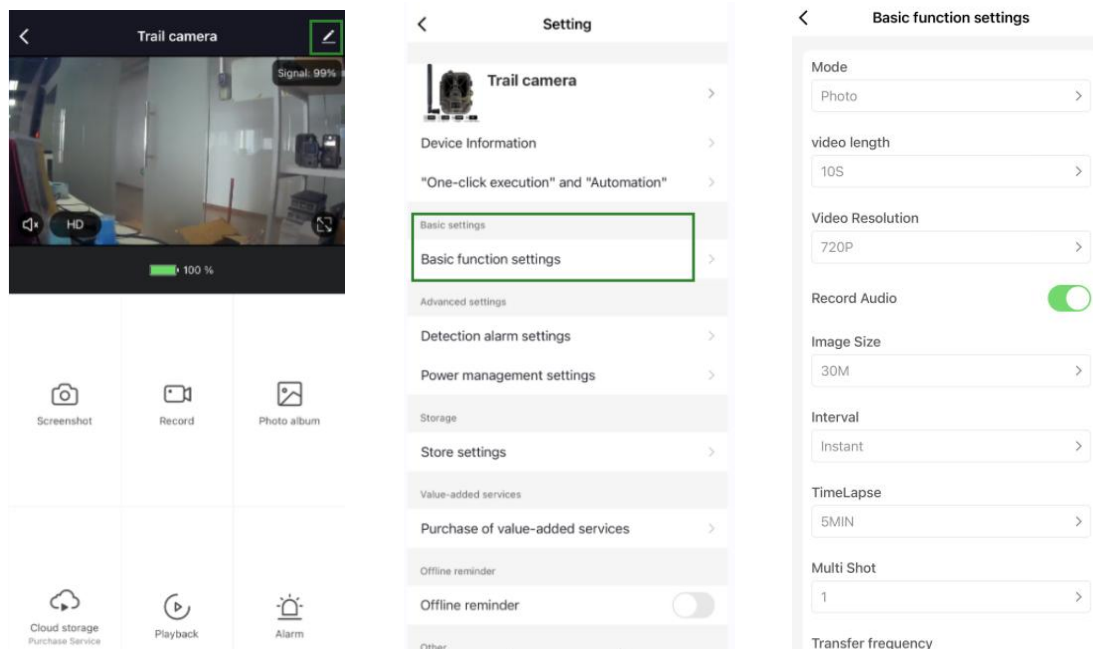 Trail camera
Signal: 99%
HD
100 %
Screenshot
Record
Photo album
Cloud storage
Purchase Service
Playback
Alarm
Setting
Trail camera
Device Information
"One-click execution" and "Automation"
Basic settings
Basic function settings
Advanced settings
Detection alarm settings
Power management settings
Storage
Store settings
Value-added services
Purchase of value-added services
Offline reminder
Offline reminder
Other
Basic function settings
Mode
Photo
video length
10S
Video Resolution
720P
Record Audio
Image Size
30M
Interval
Instant
TimeLapse
5MIN
Multi Shot
1
Transfer frequency